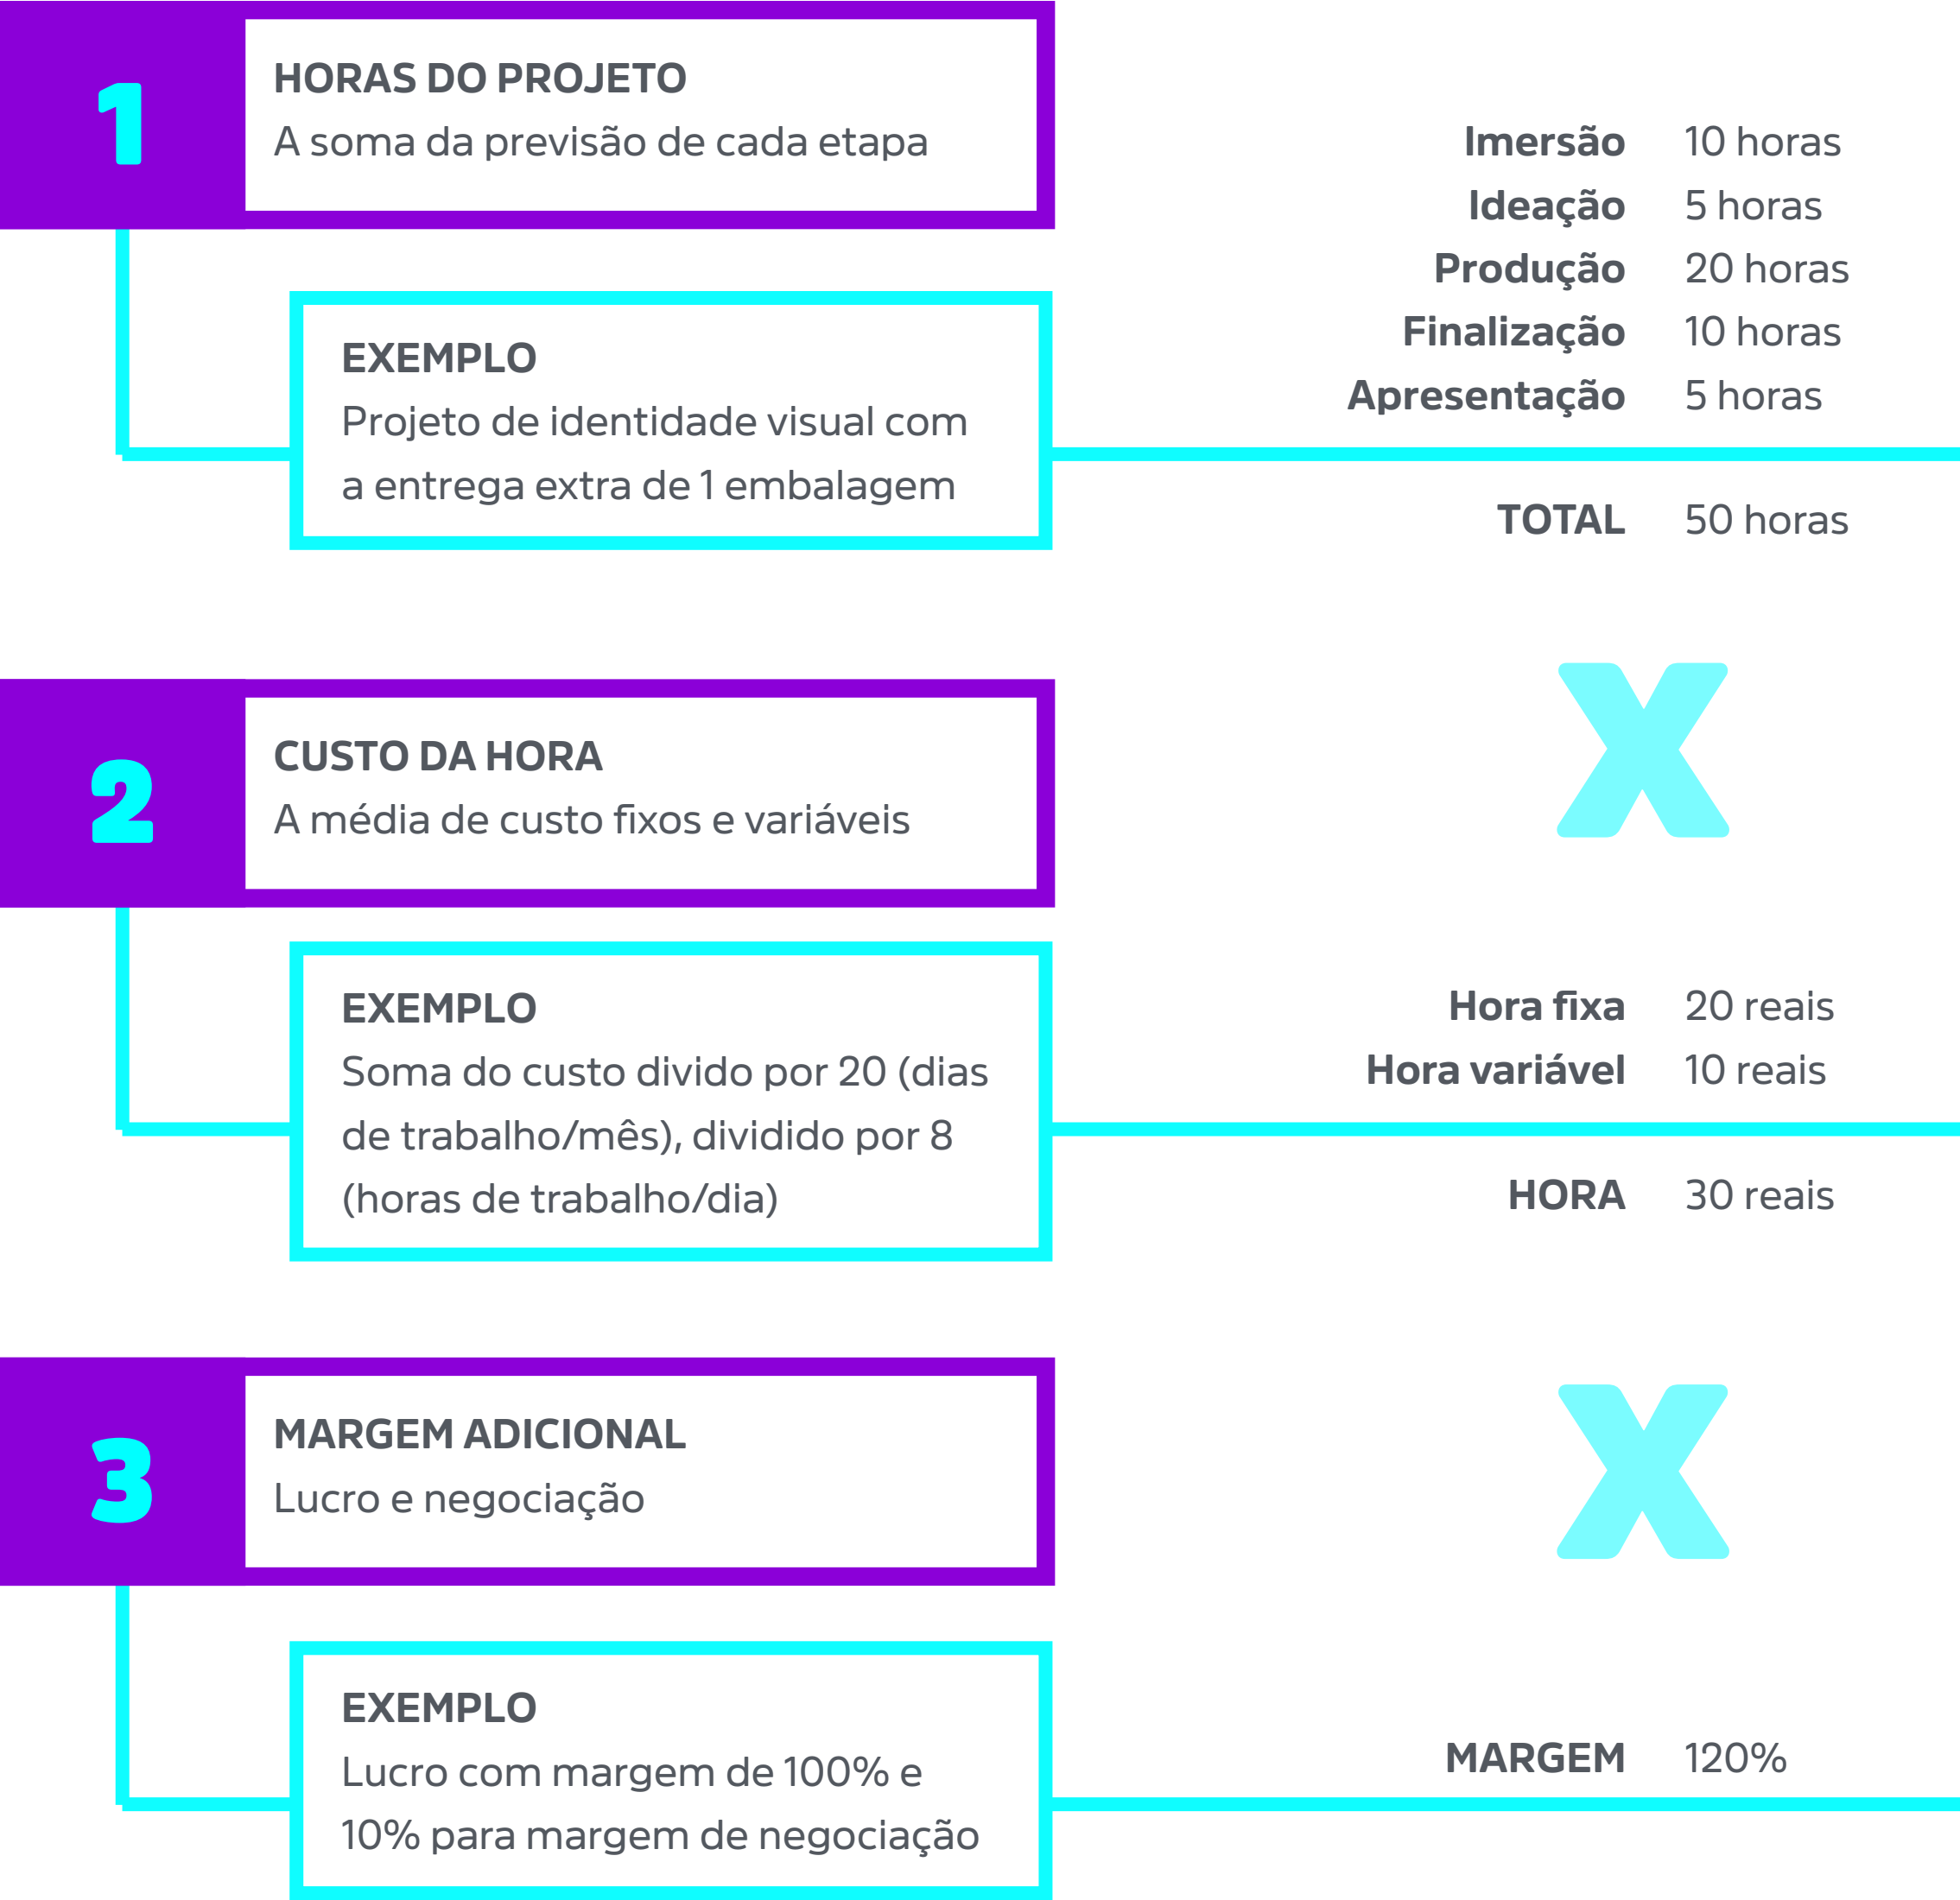 1
HORAS DO PROJETO
A soma da previsão de cada etapa
EXEMPLO
Projeto de identidade visual com
a entrega extra de 1 embalagem
Imersão 10 horas
Ideação 5 horas
Produção 20 horas
Finalização 10 horas
Apresentação 5 horas
TOTAL 50 horas
X
2
CUSTO DA HORA
A média de custo fixos e variáveis
EXEMPLO
Soma do custo divido por 20 (dias
de trabalho/mês), dividido por 8
(horas de trabalho/dia)
Hora fixa 20 reais
Hora variável 10 reais
HORA 30 reais
X
3
MARGEM ADICIONAL
Lucro e negociação
EXEMPLO
Lucro com margem de 100% e
10% para margem de negociação
MARGEM 120%